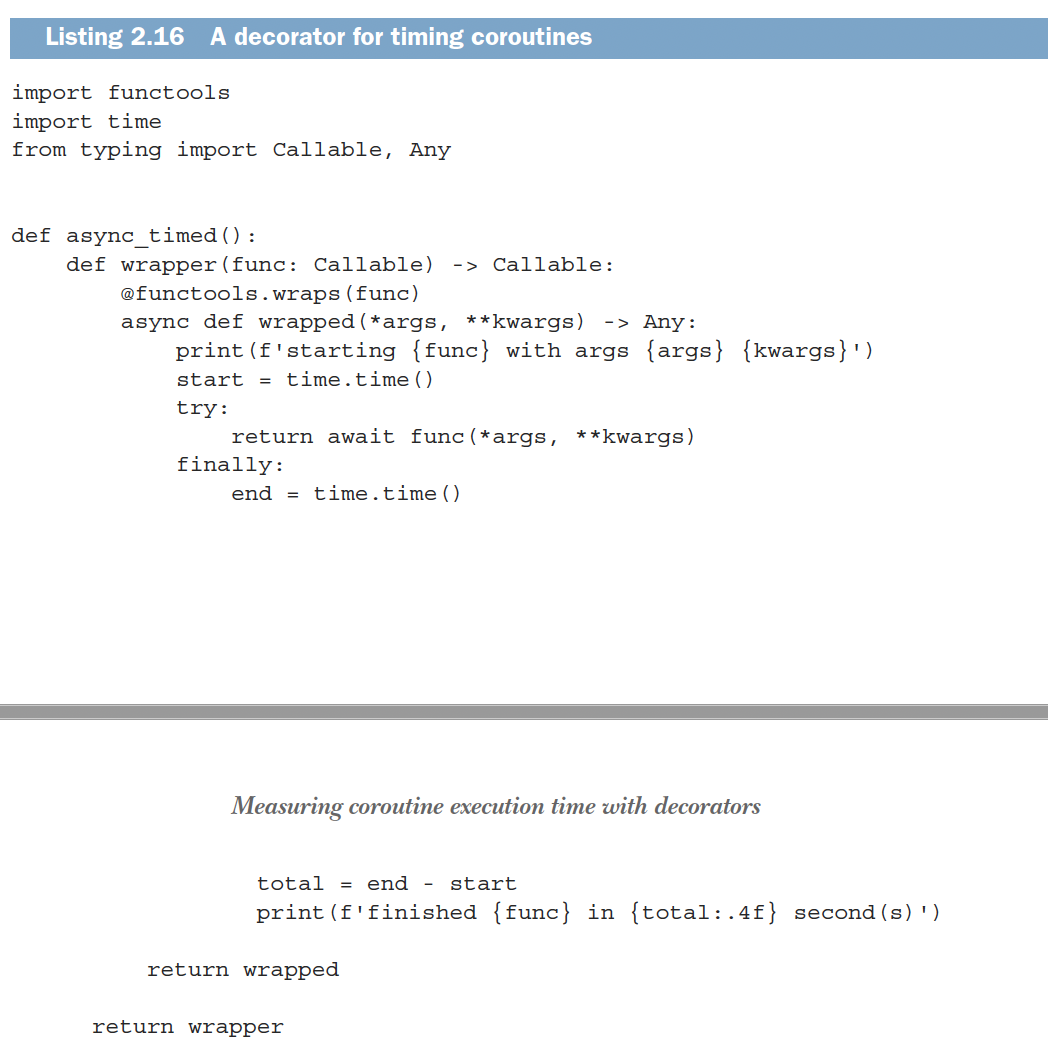 Listing 2.16 A decorator for timing coroutines
import functools
import time
from typing import Callable, Any
def async_timed():
    def wrapper(func: Callable) -> Callable:
        @functools.wraps(func)
        async def wrapped(*args, **kwargs) -> Any:
            print(f'starting {func} with args {args} {kwargs}')
            start = time.time()
            try:
                return await func(*args, **kwargs)
            finally:
                end = time.time()
Measuring coroutine execution time with decorators
                total = end - start
                print(f'finished {func} in {total:.4f} second(s)')
        return wrapped
    return wrapper